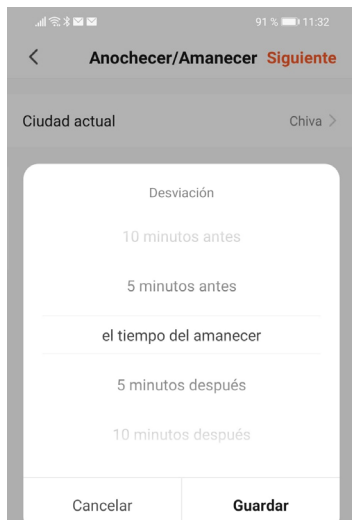 91 % 11:32
Anochecer/Amanecer Siguiente
Ciudad actual Chiva
Desviación
10 minutos antes
5 minutos antes
el tiempo del amanecer
5 minutos después
10 minutos después
Cancelar Guardar